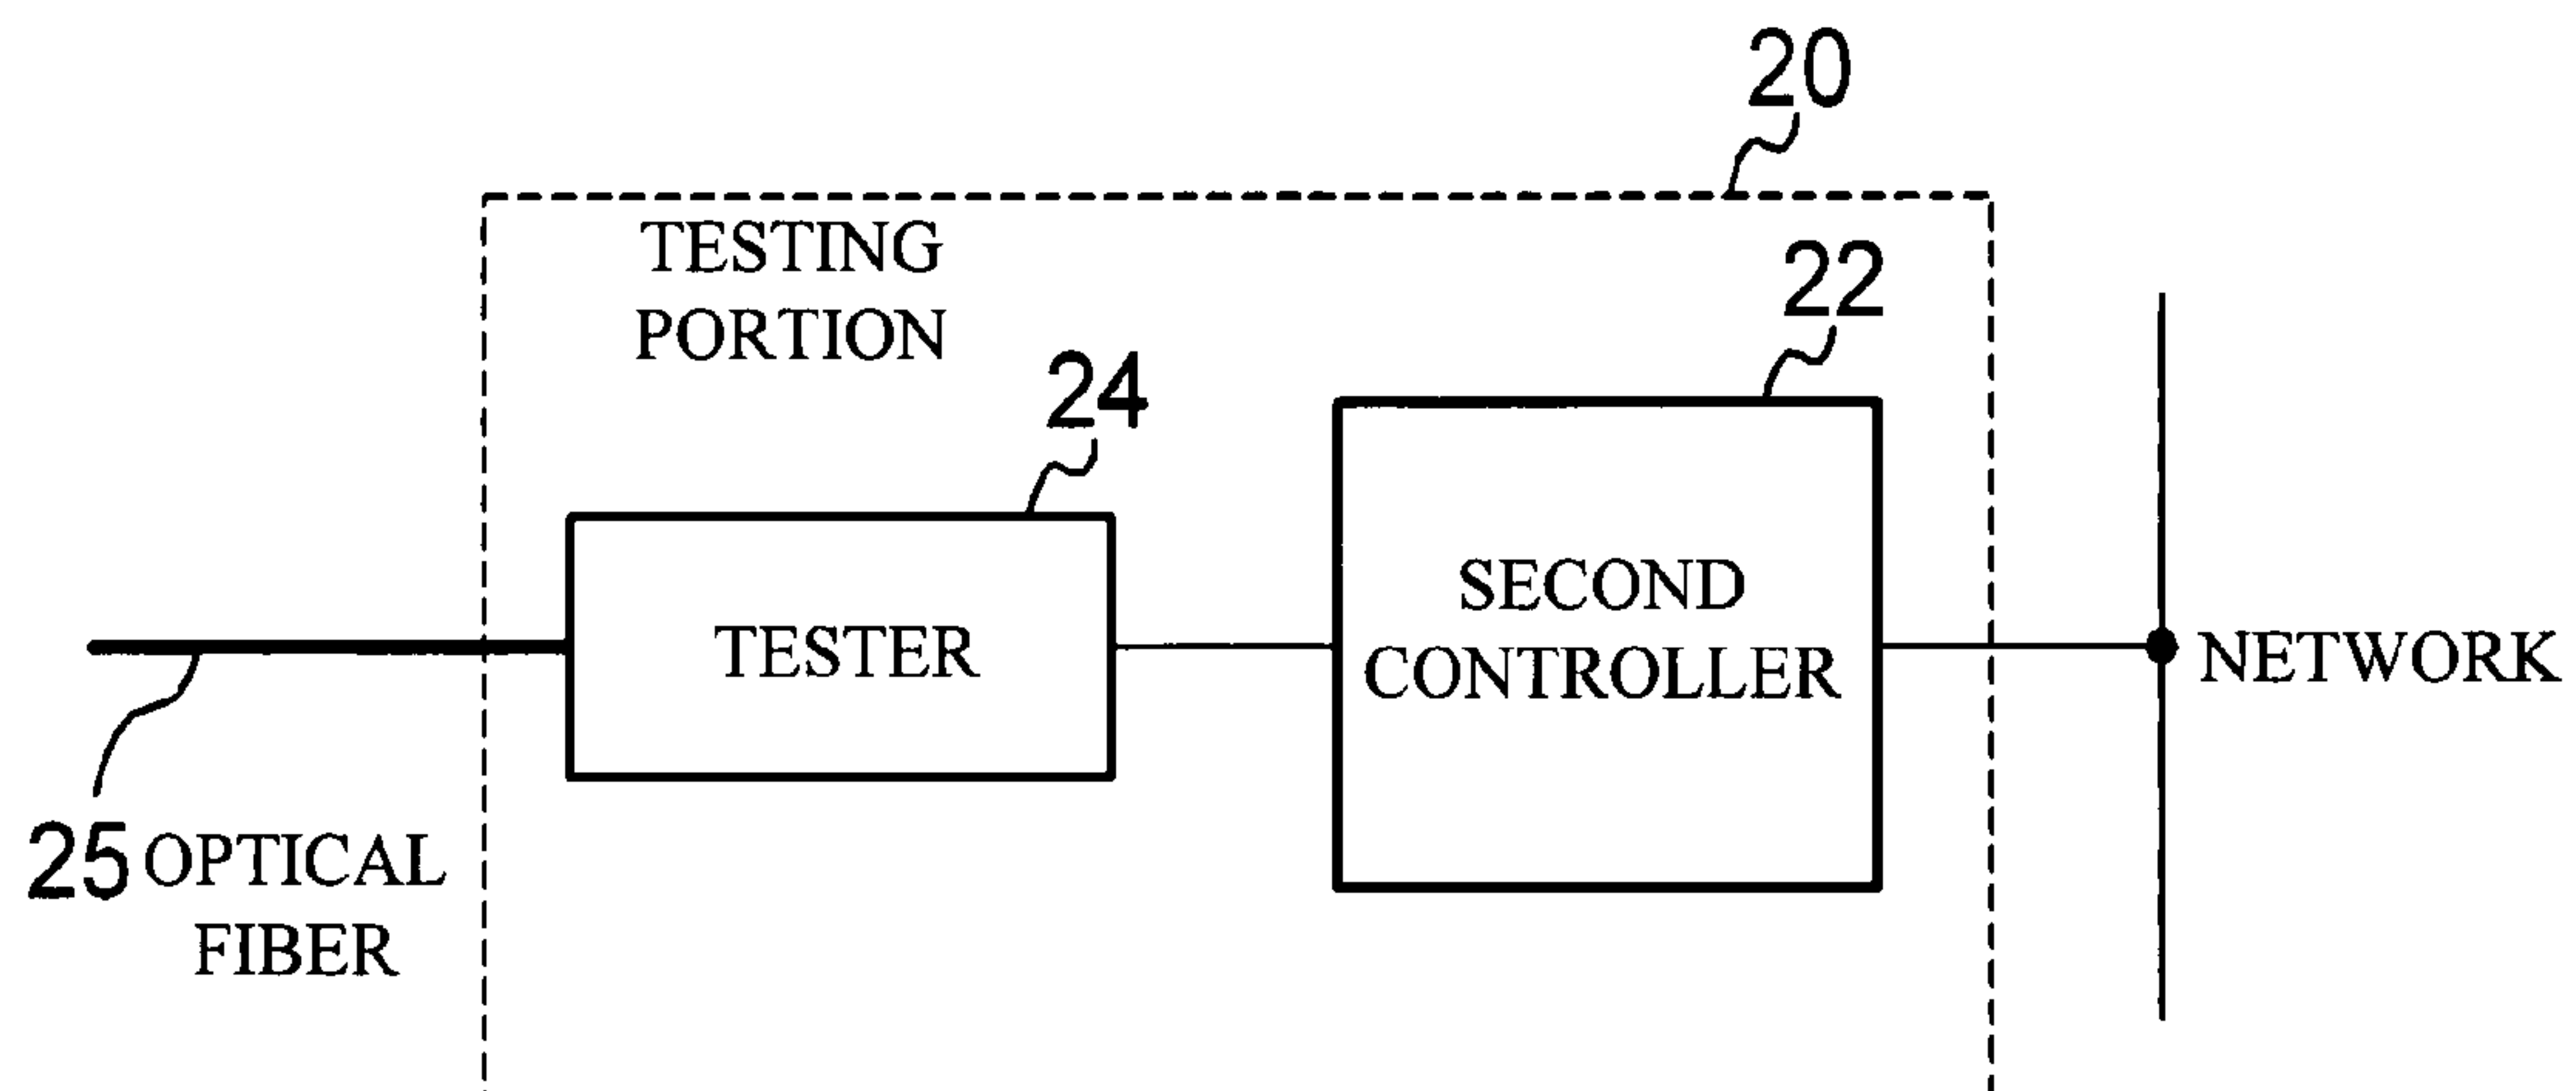 20
TESTING
PORTION
22
24
SECOND
CONTROLLER
TESTER
NETWORK
25 OPTICAL
FIBER